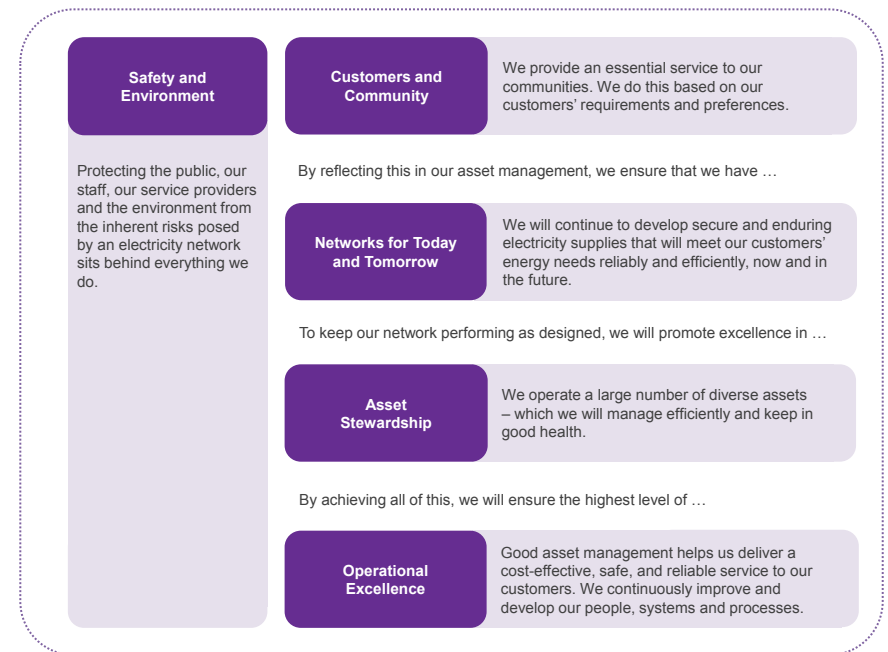 Safety and
Environment
Protecting the public, our
staff, our service providers
and the environment from
the inherent risks posed
by an electricity network
sits behind everything we
do.
Customers and
Community
We provide an essential service to our
communities. We do this based on our
customers’ requirements and preferences.
By reflecting this in our asset management, we ensure that we have …
Networks for Today
and Tomorrow
We will continue to develop secure and enduring
electricity supplies that will meet our customers’
energy needs reliably and efficiently, now and in
the future.
To keep our network performing as designed, we will promote excellence in …
Asset
Stewardship
We operate a large number of diverse assets
– which we will manage efficiently and keep in
good health.
By achieving all of this, we will ensure the highest level of …
Operational
Excellence
Good asset management helps us deliver a
cost-effective, safe, and reliable service to our
customers. We continuously improve and
develop our people, systems and processes.